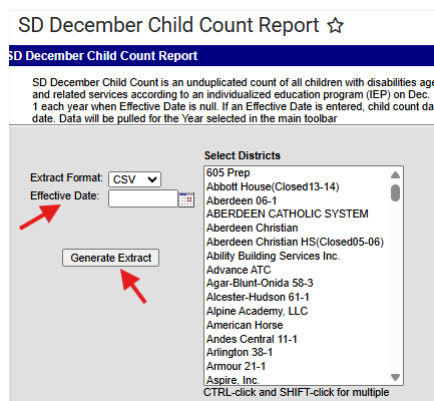 SD December Child Count Report ☆
SD December Child Count Report
SD December Child Count is an unduplicated count of all children with disabilities age
and related services according to an individualized education program (IEP) on Dec.
1 each year when Effective Date is null. If an Effective Date is entered, child count da
date. Data will be pulled for the Year selected in the main toolbar
Select Districts
Extract Format: CSV
Effective Date:
Generate Extract
605 Prep
Abbott House(Closed13-14)
Aberdeen 06-1
ABERDEEN CATHOLIC SYSTEM
Aberdeen Christian
Aberdeen Christian HS(Closed05-06)
Ability Building Services Inc.
Advance ATC
Agar-Blunt-Onida 58-3
Alcester-Hudson 61-1
Alpine Academy, LLC
American Horse
Andes Central 11-1
Arlington 38-1
Armour 21-1
Aspire, Inc.
CTRL-click and SHIFT-click for multiple